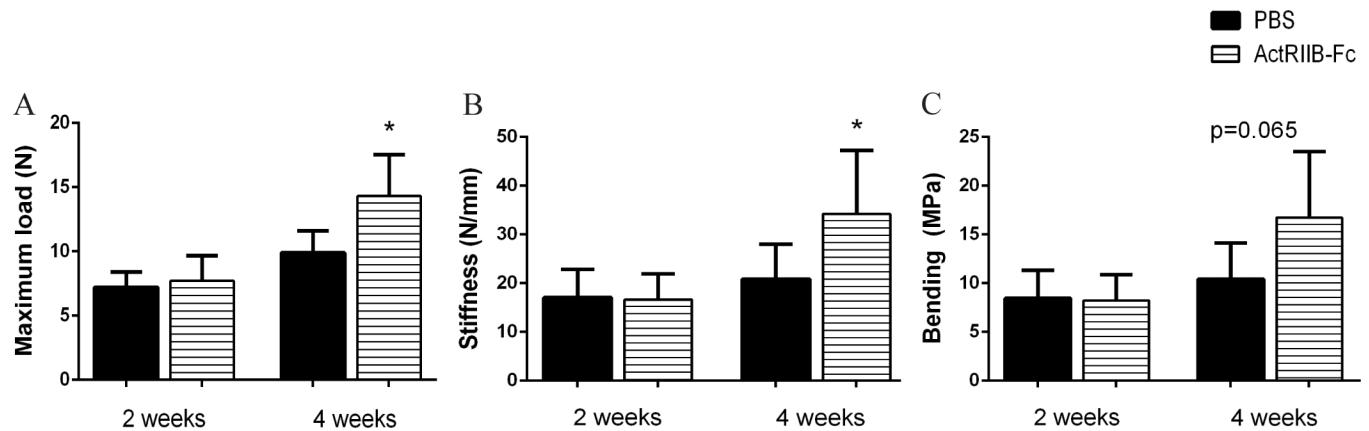 PBS
ActRIIB-Fc
A
Maximum load (N)
20
15
10
5
0
*
2 weeks
4 weeks
B
Stiffness (N/mm)
50
40
30
20
10
0
*
2 weeks
4 weeks
C
Bending (MPa)
25
20
15
10
5
0
p=0.065
2 weeks
4 weeks